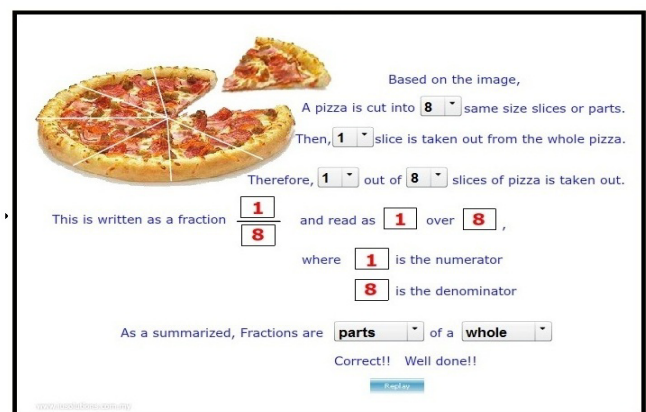 Based on the image,
A pizza is cut into 8 same size slices or parts.
Then, 1 slice is taken out from the whole pizza.
Therefore, 1 out of 8 slices of pizza is taken out.
This is written as a fraction 1/8 and read as 1 over 8 ,
where 1 is the numerator
8 is the denominator
As a summarized, Fractions are parts of a whole
Correct!! Well done!!
Replay